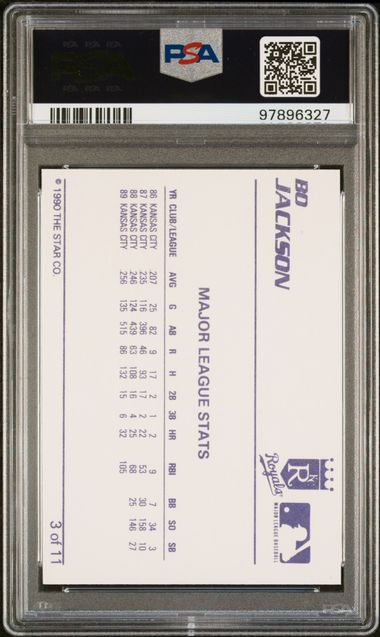 PSA
97896327
BO
JACKSON
Royals
MAJOR LEAGUE BASEBALL
MAJOR LEAGUE STATS
YR CLUB/LEAGUE AVG G AB R H 2B 3B HR RBI BB SO SB
86 KANSAS CITY 207 25 82 9 17 2 1 2 9 7 34 3
87 KANSAS CITY 235 116 396 46 93 17 2 22 53 30 158 10
88 KANSAS CITY 246 124 439 63 108 16 4 25 68 25 146 27
89 KANSAS CITY 256 135 515 86 132 15 6 32 105
© 1990 THE STAR CO.
3 of 11